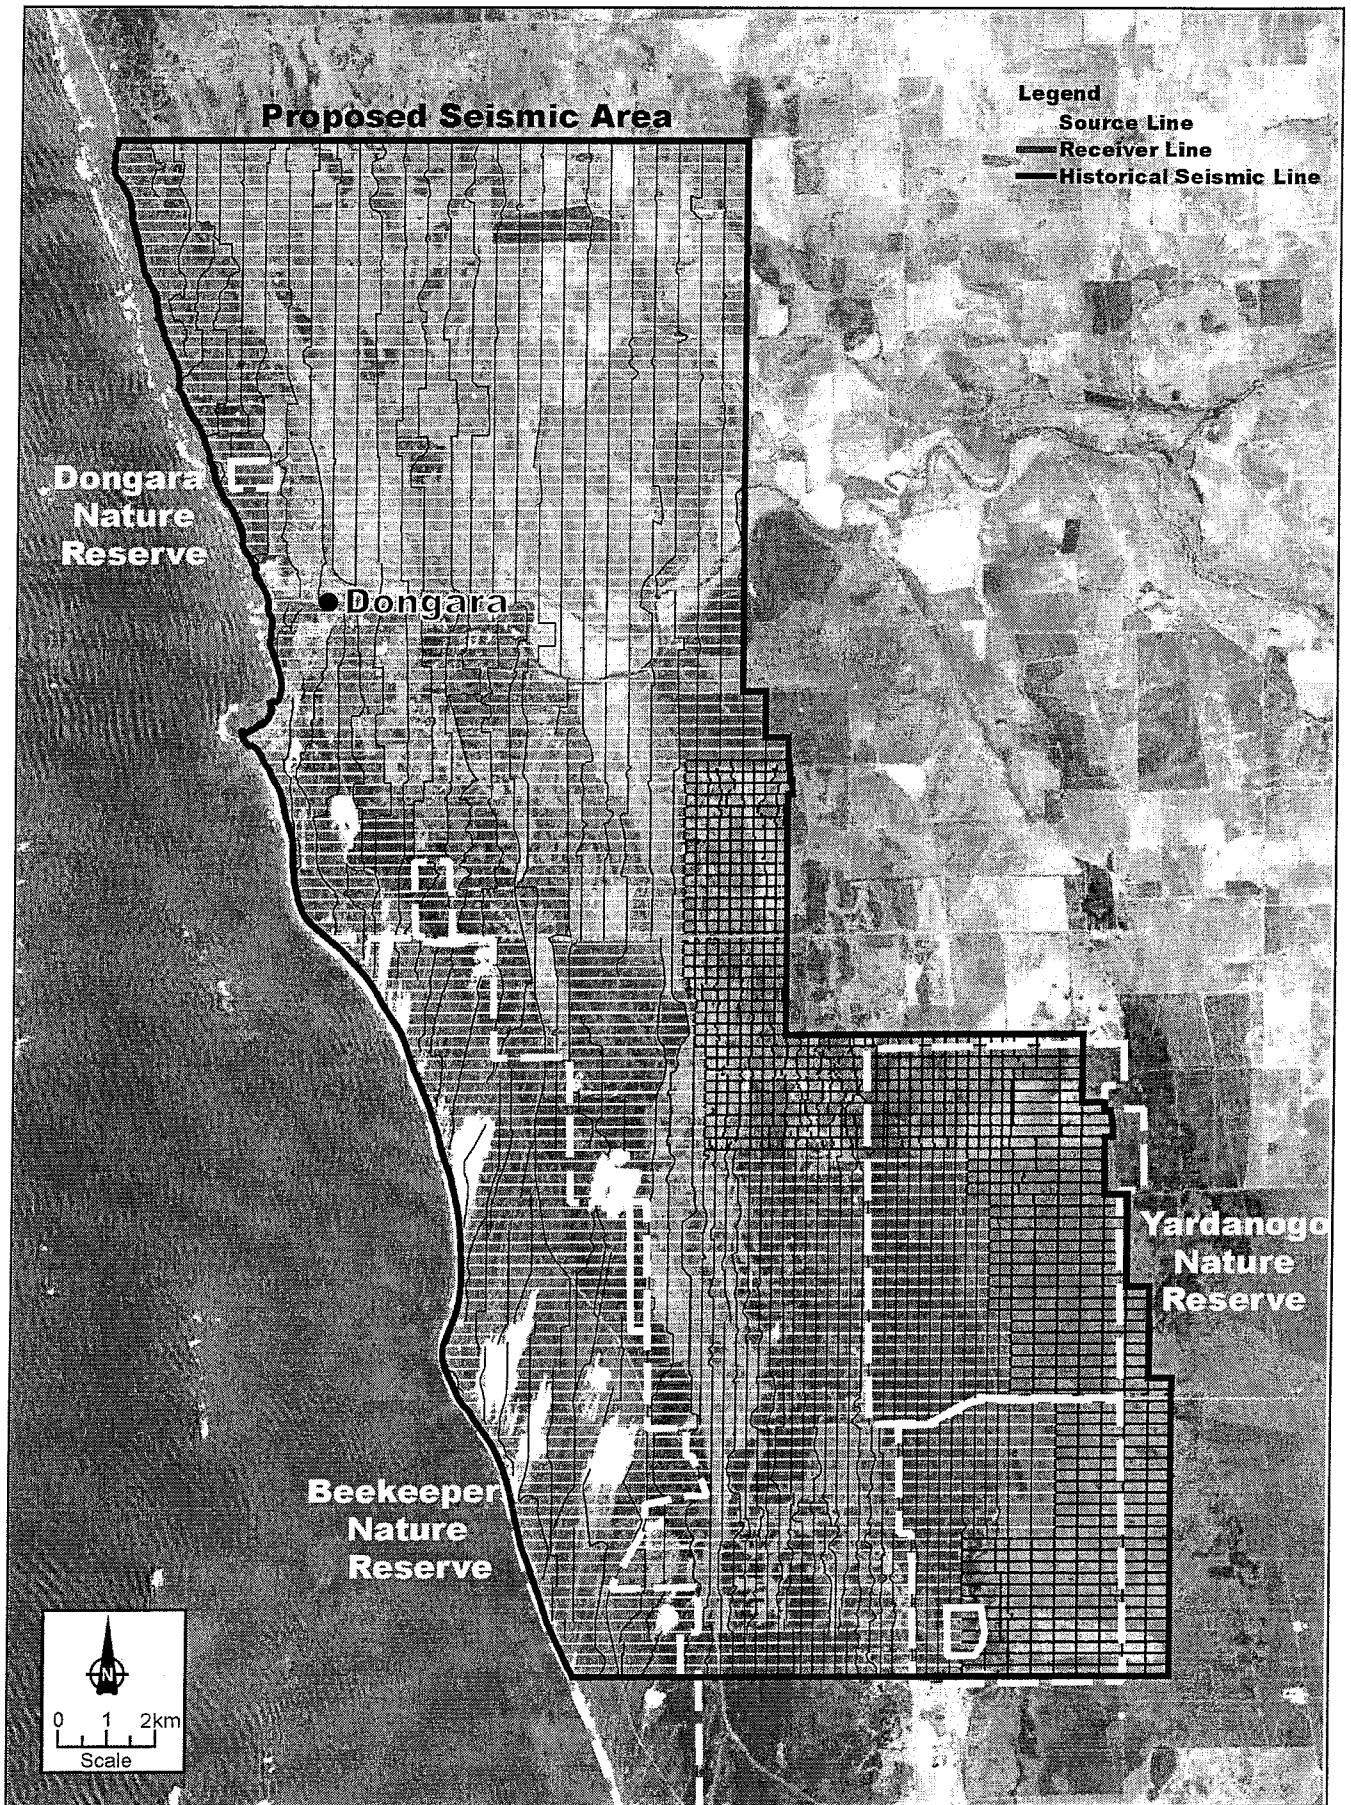 Proposed Seismic Area
Legend
Source Line
Receiver Line
Historical Seismic Line
Dongara
Nature
Reserve
Dongara
Yardanogo
Nature
Reserve
Beekeeper
Nature
Reserve
N
0 1 2km
Scale